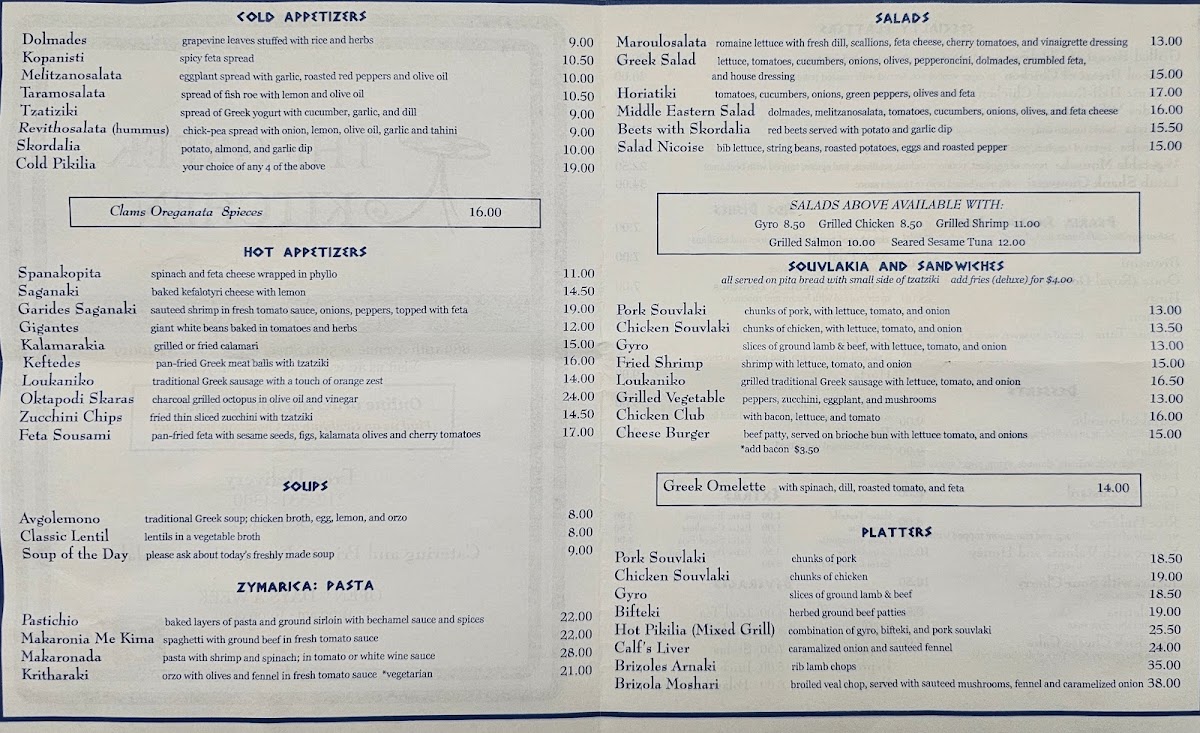 COLD APPETIZERS
Dolmades grapevine leaves stuffed with rice and herbs 9.00
Kopanisti spicy feta spread 10.50
Melitzanosalata eggplant spread with garlic, roasted red peppers and olive oil 10.00
Taramosalata spread of fish roe with lemon and olive oil 10.50
Tzatiziki spread of Greek yogurt with cucumber, garlic, and dill 9.00
Revithosalata (hummus) chick-pea spread with onion, lemon, olive oil, garlic and tahini 9.00
Skordalia potato, almond, and garlic dip 10.00
Cold Pikilia your choice of any 4 of the above 19.00
Clams Oreganata 8pieces 16.00
HOT APPETIZERS
Spanakopita spinach and feta cheese wrapped in phyllo 11.00
Saganaki baked kefalotyri cheese with lemon 14.50
Garides Saganaki sauteed shrimp in fresh tomato sauce, onions, peppers, topped with feta 19.00
Gigantes giant white beans baked in tomatoes and herbs 12.00
Kalamarakia grilled or fried calamari 15.00
Keftedes pan-fried Greek meat balls with tzatziki 16.00
Loukaniko traditional Greek sausage with a touch of orange zest 14.00
Oktapodi Skaras charcoal grilled octopus in olive oil and vinegar 24.00
Zucchini Chips fried thin sliced zucchini with tzatziki 14.50
Feta Sousami pan-fried feta with sesame seeds, figs, kalamata olives and cherry tomatoes 17.00
SOUPS
Avgolemono traditional Greek soup; chicken broth, egg, lemon, and orzo 8.00
Classic Lentil lentils in a vegetable broth 8.00
Soup of the Day please ask about today's freshly made soup 9.00
ZYMARICA: PASTA
Pastichio baked layers of pasta and ground sirloin with bechamel sauce and spices 22.00
Makaronia Me Kima spaghetti with ground beef in fresh tomato sauce 22.00
Makaronada pasta with shrimp and spinach; in tomato or white wine sauce 28.00
Kritharaki orzo with olives and fennel in fresh tomato sauce *vegetarian 21.00
SALADS
Maroulosalata romaine lettuce with fresh dill, scallions, feta cheese, cherry tomatoes, and vinaigrette dressing 13.00
Greek Salad lettuce, tomatoes, cucumbers, onions, olives, pepperoncini, dolmades, crumbled feta,
and house dressing 15.00
Horiatiki tomatoes, cucumbers, onions, green peppers, olives and feta 17.00
Middle Eastern Salad dolmades, melitzanosalata, tomatoes, cucumbers, onions, olives, and feta cheese 16.00
Beets with Skordalia red beets served with potato and garlic dip 15.50
Salad Nicoise bib lettuce, string beans, roasted potatoes, eggs and roasted pepper 15.00
SALADS ABOVE AVAILABLE WITH:
Gyro 8.50 Grilled Chicken 8.50 Grilled Shrimp 11.00
Grilled Salmon 10.00 Seared Sesame Tuna 12.00
SOUVLAKIA AND SANDWICHES
all served on pita bread with small side of tzatziki add fries (deluxe) for $4.00
Pork Souvlaki chunks of pork, with lettuce, tomato, and onion 13.00
Chicken Souvlaki chunks of chicken, with lettuce, tomato, and onion 13.50
Gyro slices of ground lamb & beef, with lettuce, tomato, and onion 13.00
Fried Shrimp shrimp with lettuce, tomato, and onion 15.00
Loukaniko grilled traditional Greek sausage with lettuce, tomato, and onion 16.50
Grilled Vegetable peppers, zucchini, eggplant, and mushrooms 13.00
Chicken Club with bacon, lettuce, and tomato 16.00
Cheese Burger beef patty, served on brioche bun with lettuce tomato, and onions 15.00
*add bacon $3.50
Greek Omelette with spinach, dill, roasted tomato, and feta 14.00
PLATTERS
Pork Souvlaki chunks of pork 18.50
Chicken Souvlaki chunks of chicken 19.00
Gyro slices of ground lamb & beef 18.50
Bifteki herbed ground beef patties 19.00
Hot Pikilia (Mixed Grill) combination of gyro, bifteki, and pork souvlaki 25.50
Calf's Liver caramalized onion and sauteed fennel 24.00
Brizoles Arnaki rib lamb chops 35.00
Brizola Moshari broiled veal chop, served with sauteed mushrooms, fennel and caramelized onion 38.00